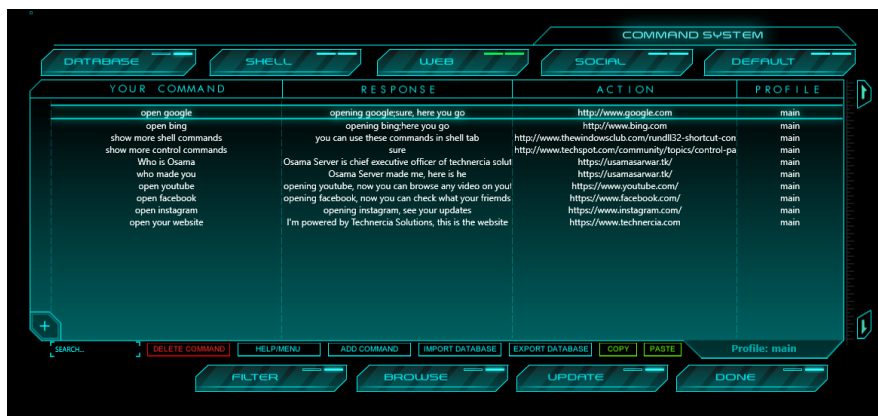 COMMAND SYSTEM
DATABASE SHELL WEB SOCIAL DEFAULT
YOUR COMMAND RESPONSE ACTION PROFILE
open google opening google;sure, here you go http://www.google.com main
open bing opening bing;here you go http://www.bing.com main
show more shell commands you can use these commands in shell tab http://www.thewindowsclub.com/rundll32-shortcut-con main
show more control commands sure http://www.techspot.com/community/topics/control-pa main
Who is Osama Osama Server is chief executive officer of technercia solut https://usamasarwar.tk/ main
who made you Osama Server made me, here is he https://usamasarwar.tk/ main
open youtube opening youtube, now you can browse any video on yout https://www.youtube.com/ main
open facebook opening facebook, now you can check what your friemds https://www.facebook.com/ main
open instagram opening instagram, see your updates https://www.instagram.com/ main
open your website I'm powered by Technercia Solutions, this is the website https://www.technercia.com main
+
SEARCH... DELETE COMMAND HELP/MENU ADD COMMAND IMPORT DATABASE EXPORT DATABASE COPY PASTE Profile: main
FILTER BROWSE UPDATE DONE